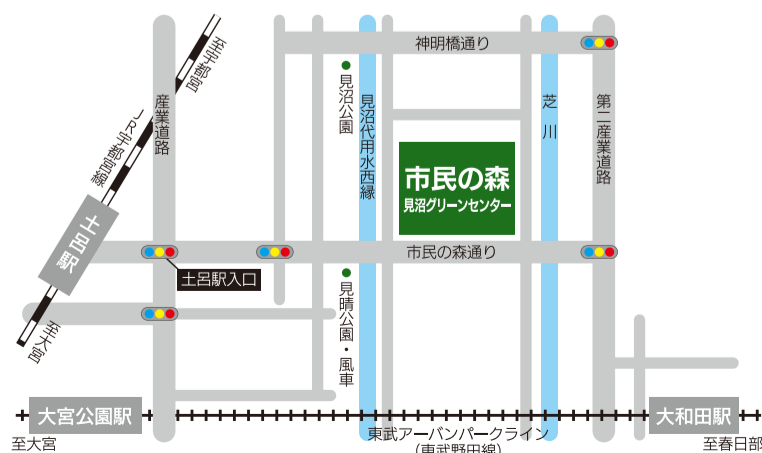 至宇都宮
神明橋通り
見沼公園
産業道路
見沼代用水西縁
芝川
第二産業道路
JR宇都宮線
市民の森
見沼グリーンセンター
土呂駅
市民の森通り
土呂駅入口
見晴公園・風車
至大宮
大宮公園駅
大和田駅
至大宮
東武アーバンパークライン
(東武野田線)
至春日部